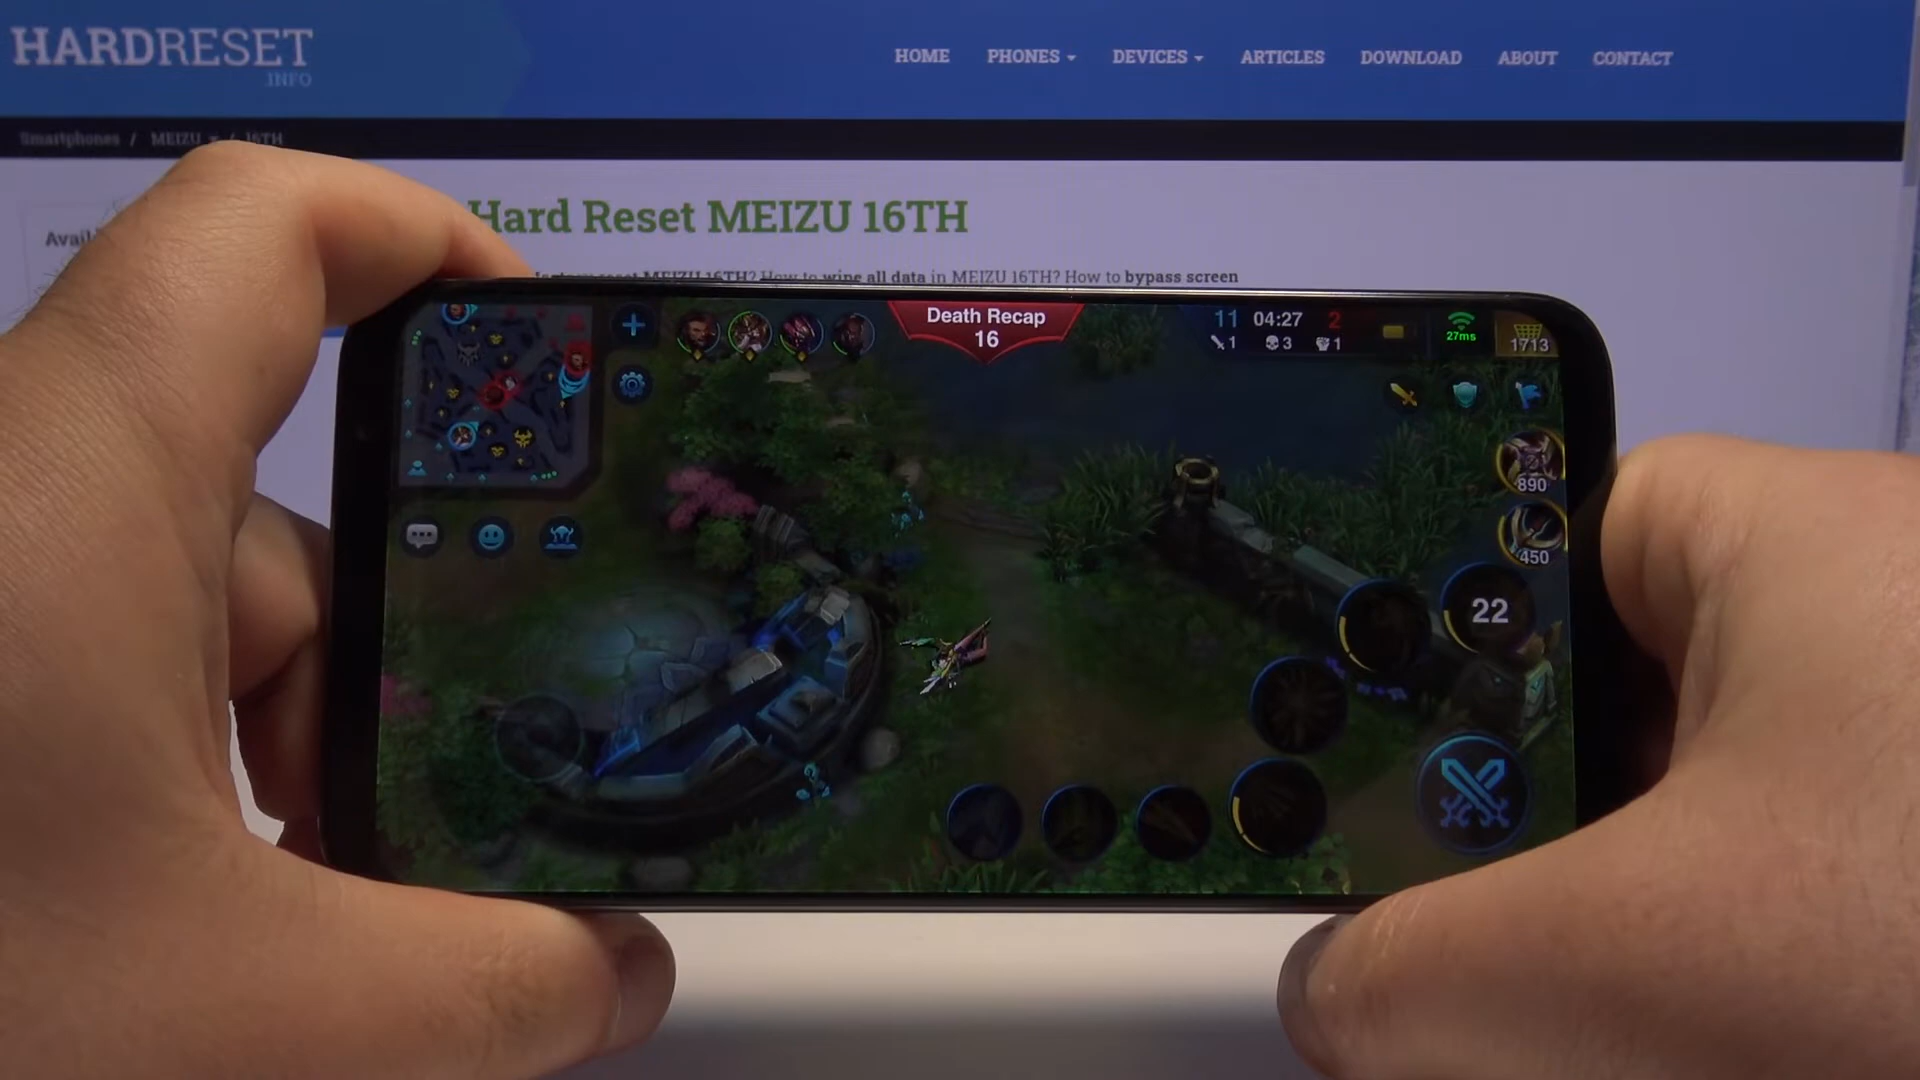 HARDRESET
.INFO
HOME PHONES DEVICES ARTICLES DOWNLOAD ABOUT CONTACT
Smartphones / MEIZU / 16TH
Hard Reset MEIZU 16TH
MEIZU 16TH? How to wipe all data in MEIZU 16TH? How to bypass screen
Death Recap
16
11 04:27 2
1 3 1
27ms
1713
890
450
22